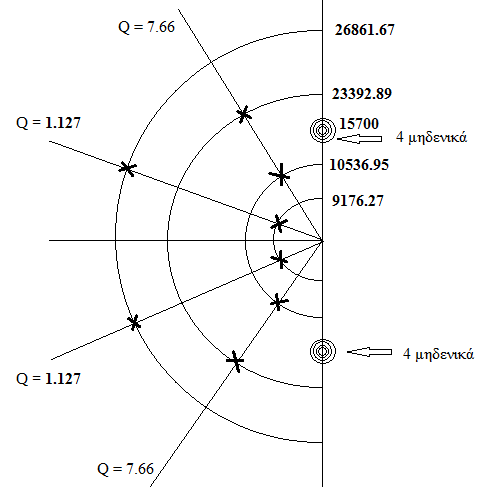 Q = 7.66
26861.67
23392.89
Q = 1.127
15700
4 μηδενικά
10536.95
9176.27
4 μηδενικά
Q = 1.127
Q = 7.66